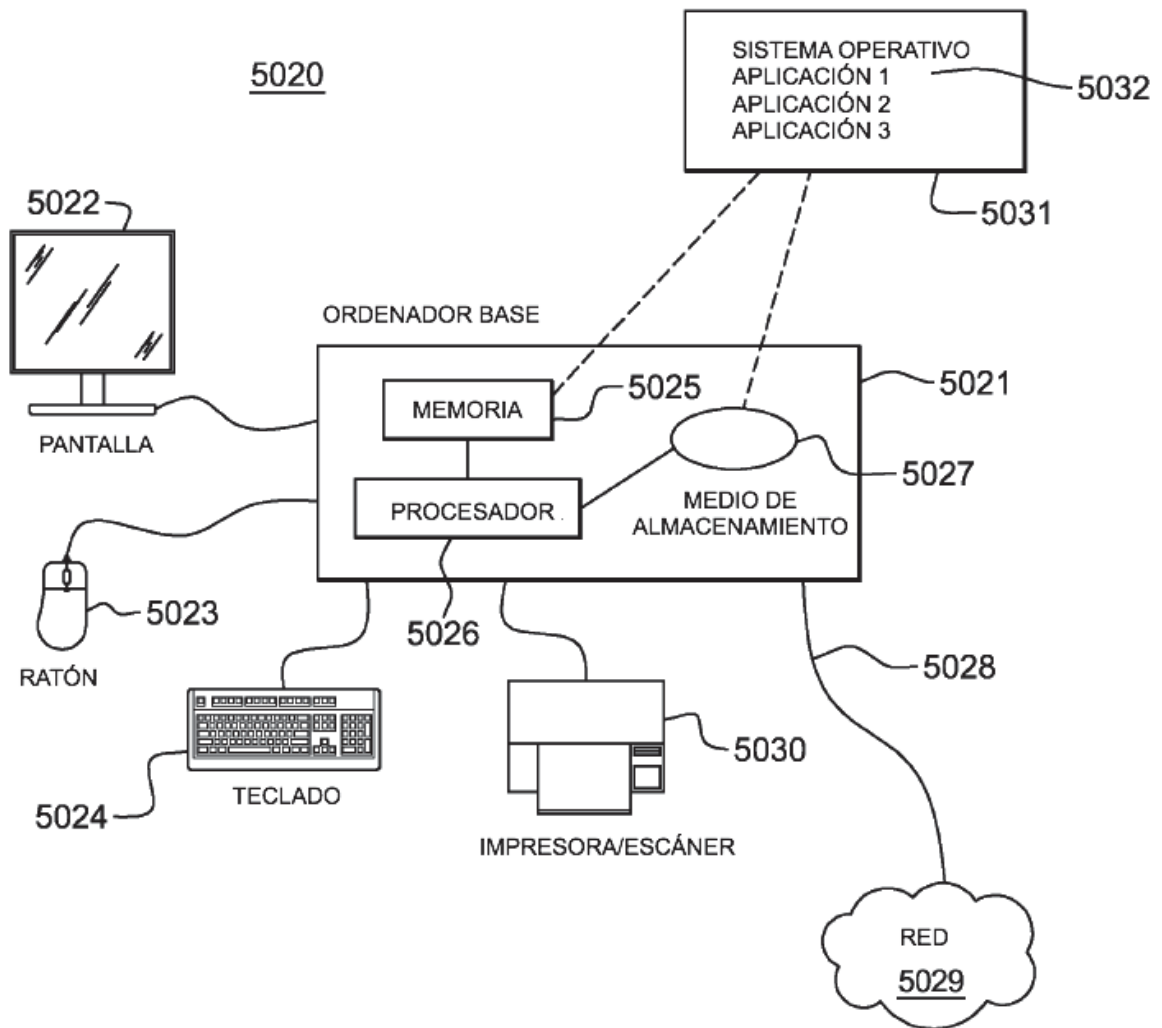 5020
SISTEMA OPERATIVO
APLICACIÓN 1
APLICACIÓN 2
APLICACIÓN 3
5032
5031
5022
PANTALLA
ORDENADOR BASE
5021
MEMORIA
5025
PROCESADOR
5026
5027
MEDIO DE
ALMACENAMIENTO
5023
RATÓN
5024
TECLADO
5030
IMPRESORA/ESCÁNER
5028
RED
5029